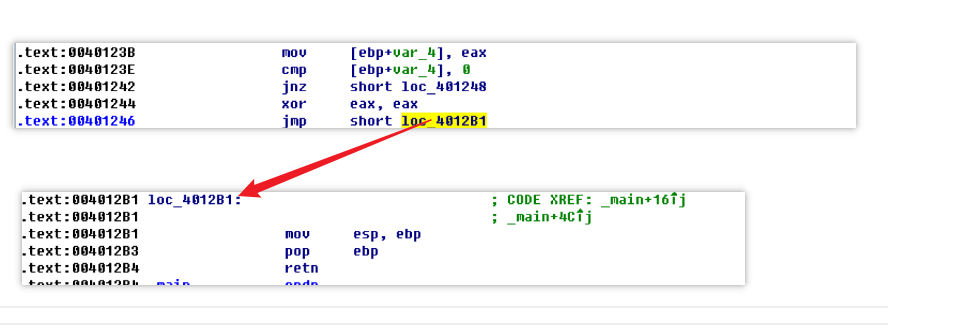 .text:0040123B mov [ebp+var_4], eax
.text:0040123E cmp [ebp+var_4], 0
.text:00401242 jnz short loc_401248
.text:00401244 xor eax, eax
.text:00401246 jmp short loc_4012B1
.text:004012B1 loc_4012B1: ; CODE XREF: _main+16↑j
.text:004012B1 ; _main+4C↑j
.text:004012B1 mov esp, ebp
.text:004012B3 pop ebp
.text:004012B4 retn
.text:004012B4 _main endp